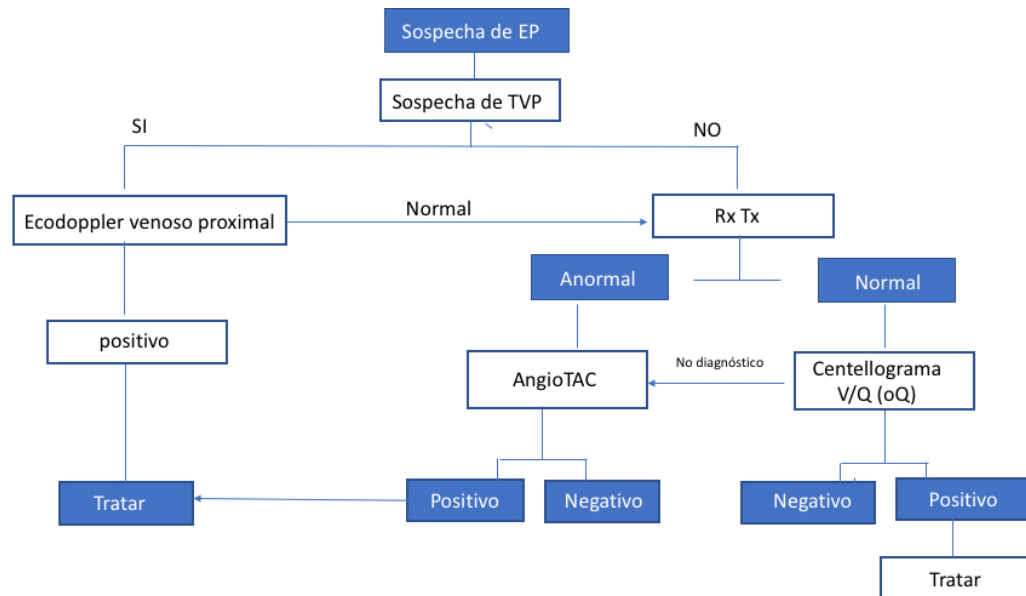 Sospecha de EP
Sospecha de TVP
SI
NO
Ecodoppler venoso proximal
Normal
Rx Tx
Anormal
Normal
positivo
AngioTAC
No diagnóstico
Centellograma
V/Q (oQ)
Tratar
Positivo
Negativo
Negativo
Positivo
Tratar